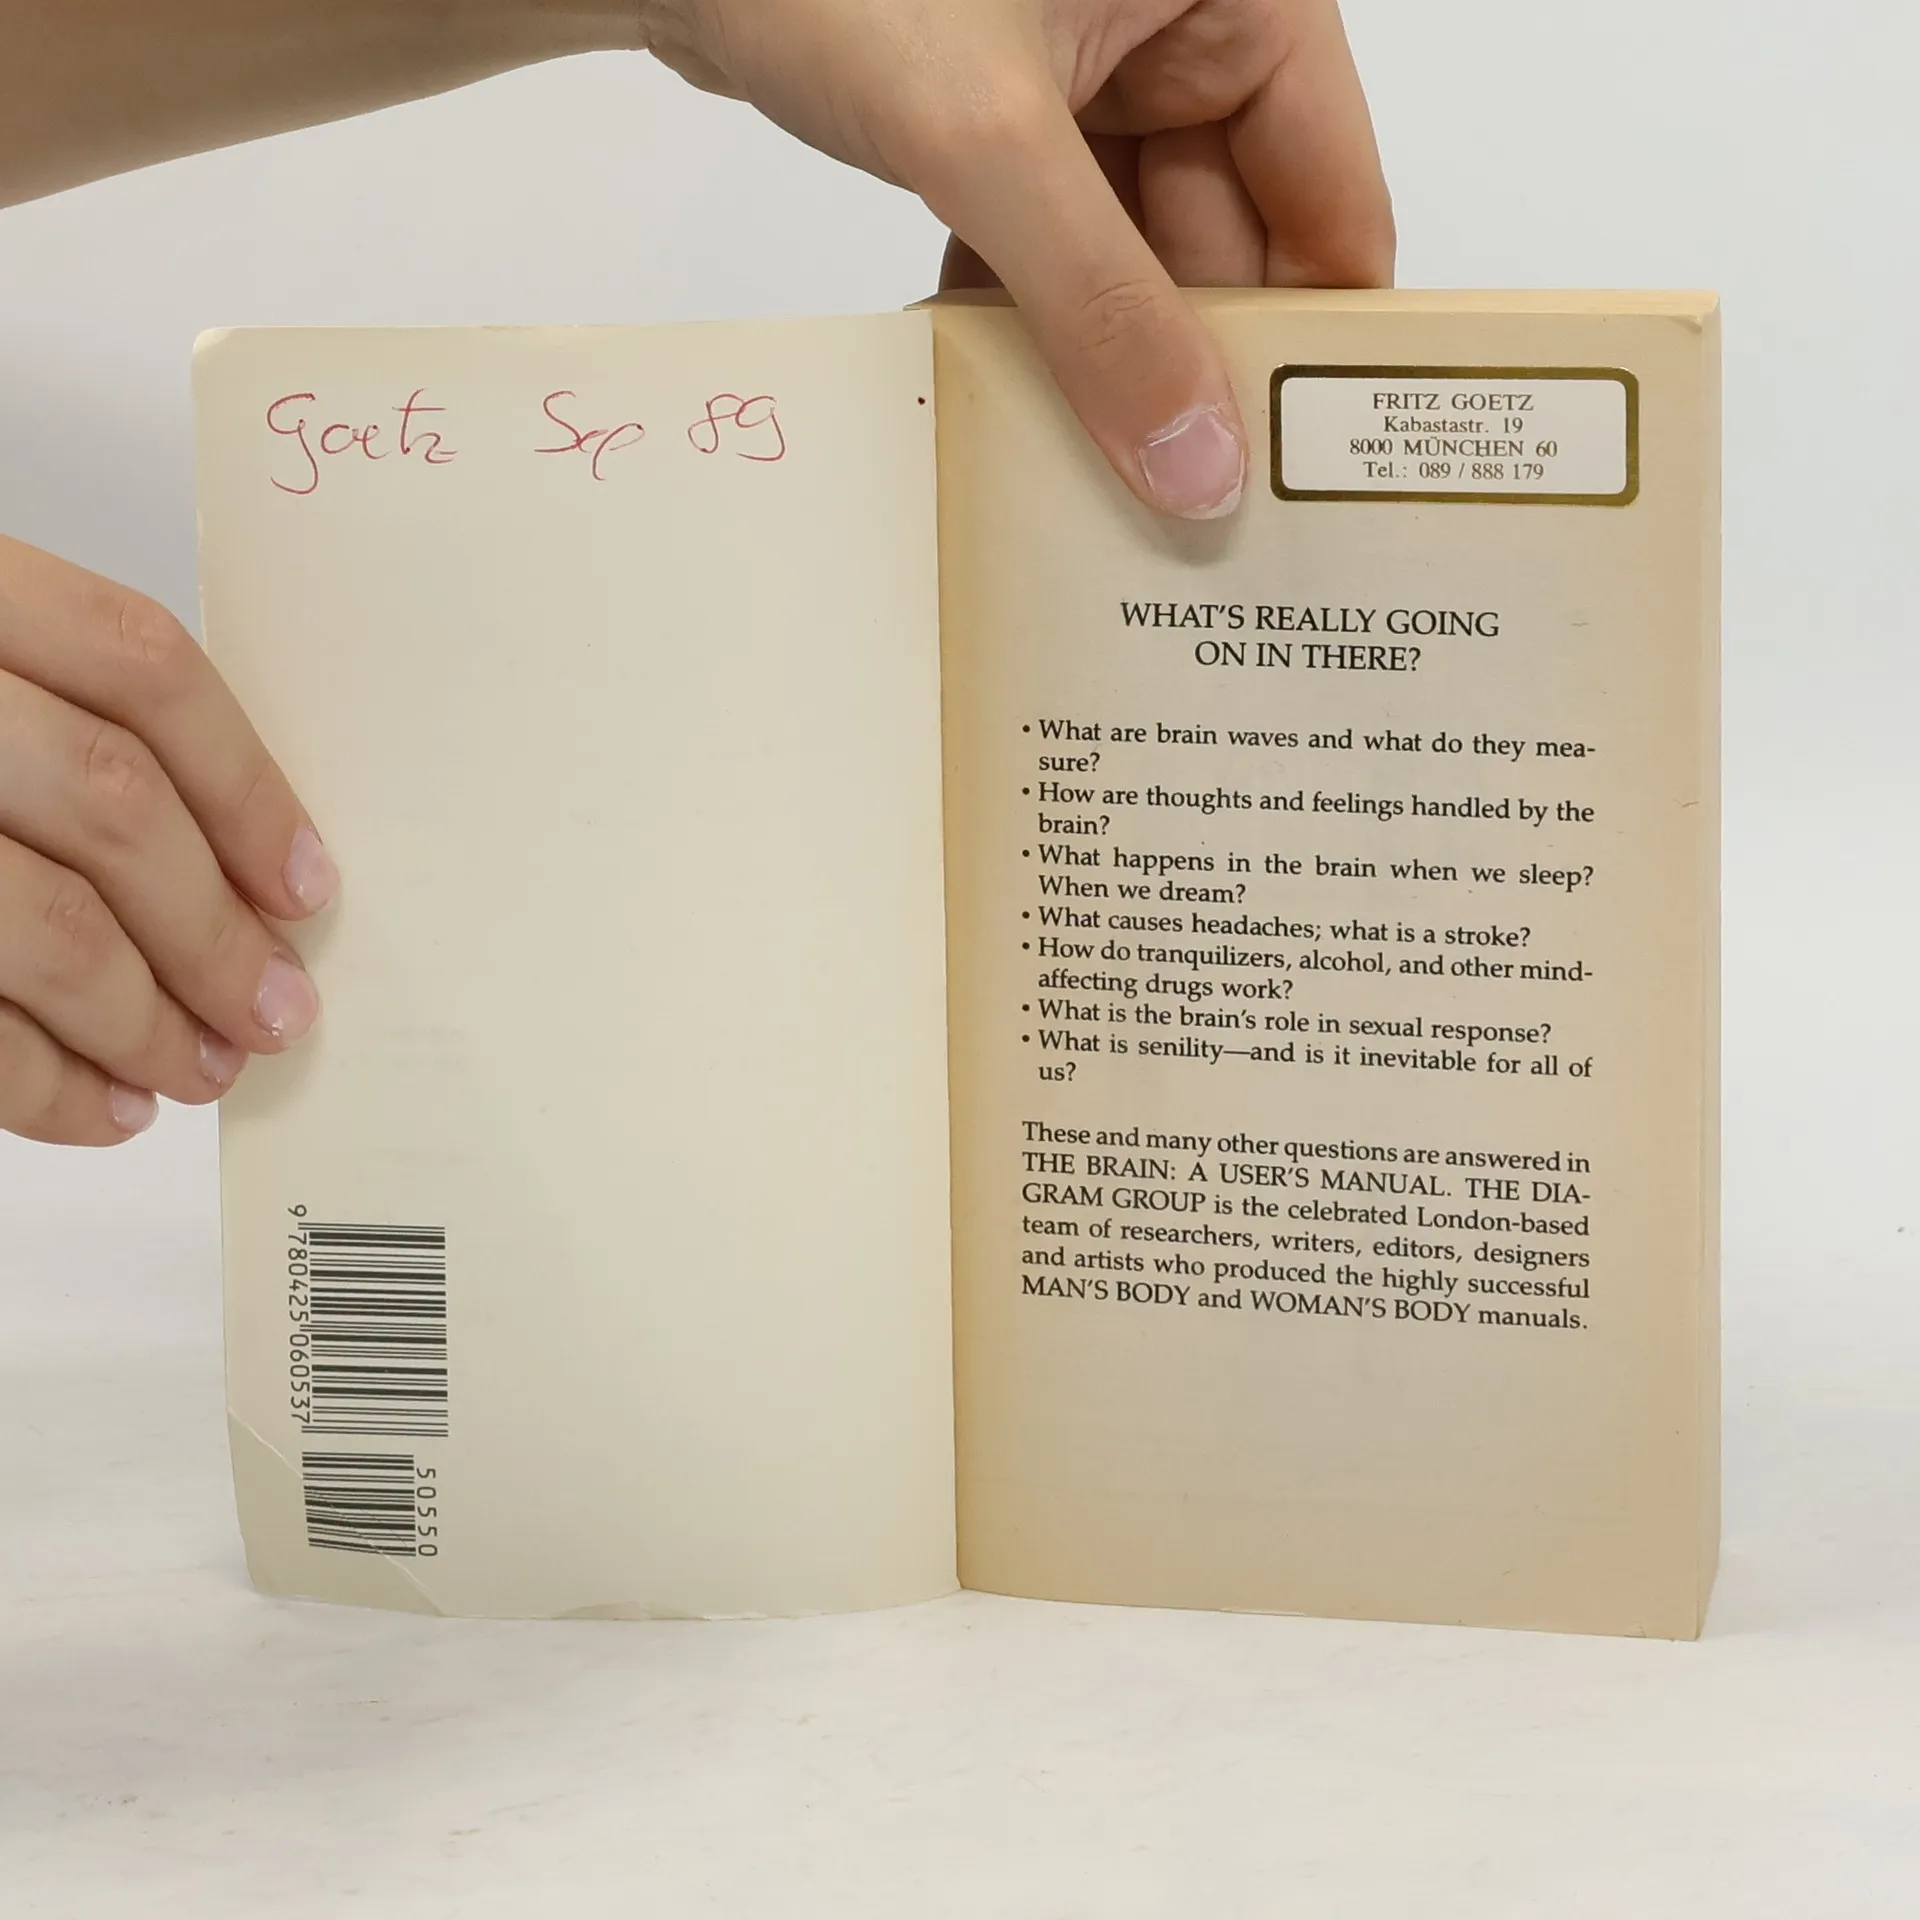 Goetz Sep 89
9 780425 060537
50550
FRITZ GOETZ
Kabastastr. 19
8000 MÜNCHEN 60
Tel.: 089 / 888 179
WHAT'S REALLY GOING
ON IN THERE?
• What are brain waves and what do they mea-
sure?
• How are thoughts and feelings handled by the
brain?
• What happens in the brain when we sleep?
When we dream?
• What causes headaches; what is a stroke?
• How do tranquilizers, alcohol, and other mind-
affecting drugs work?
• What is the brain's role in sexual response?
• What is senility—and is it inevitable for all of
us?
These and many other questions are answered in
THE BRAIN: A USER'S MANUAL. THE DIA-
GRAM GROUP is the celebrated London-based
team of researchers, writers, editors, designers
and artists who produced the highly successful
MAN'S BODY and WOMAN'S BODY manuals.